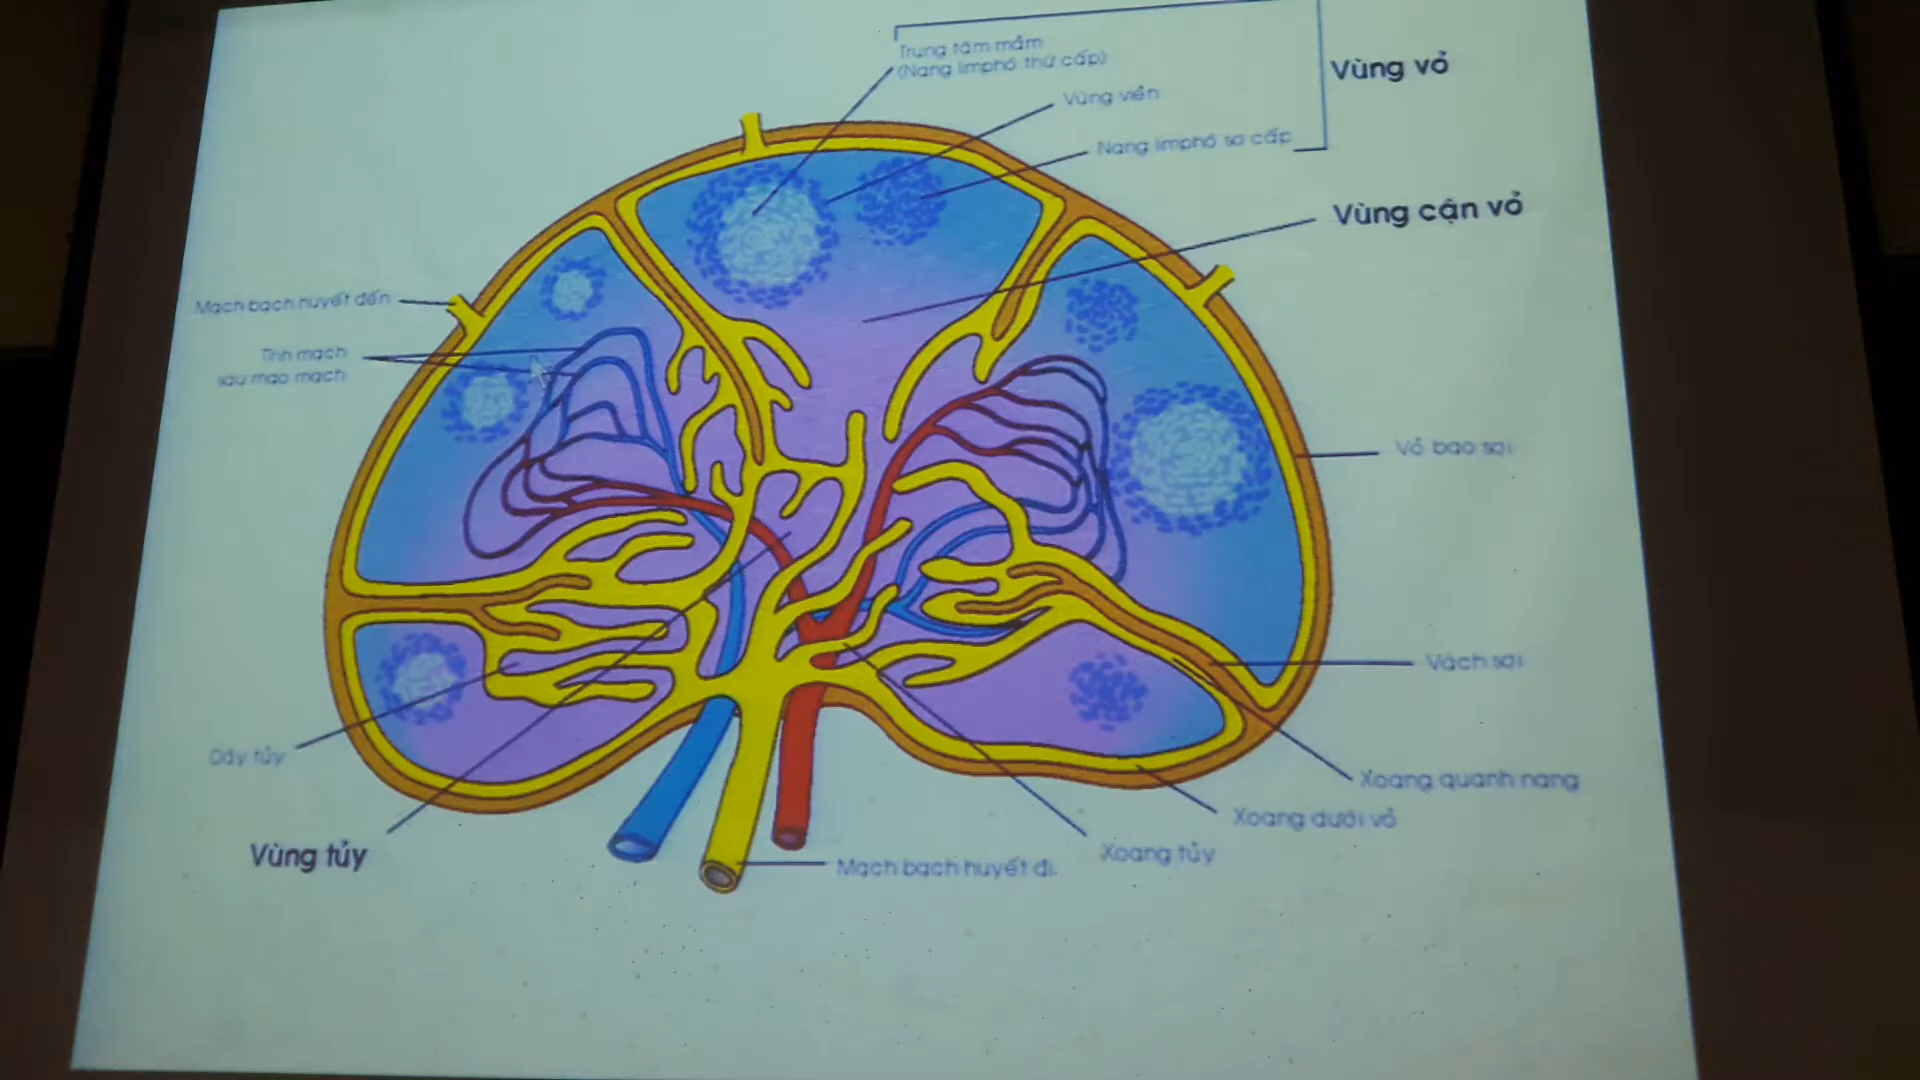 Trung tâm mầm
(Nang limphô thứ cấp)
Vùng vỏ
Vùng viền
Nang limphô sơ cấp
Vùng cận vỏ
Mạch bạch huyết đến
Tĩnh mạch
sau mao mạch
Vỏ bao sợi
Vách sợi
Dây tủy
Xoang quanh nang
Xoang dưới vỏ
Vùng tủy
Xoang tủy
Mạch bạch huyết đi